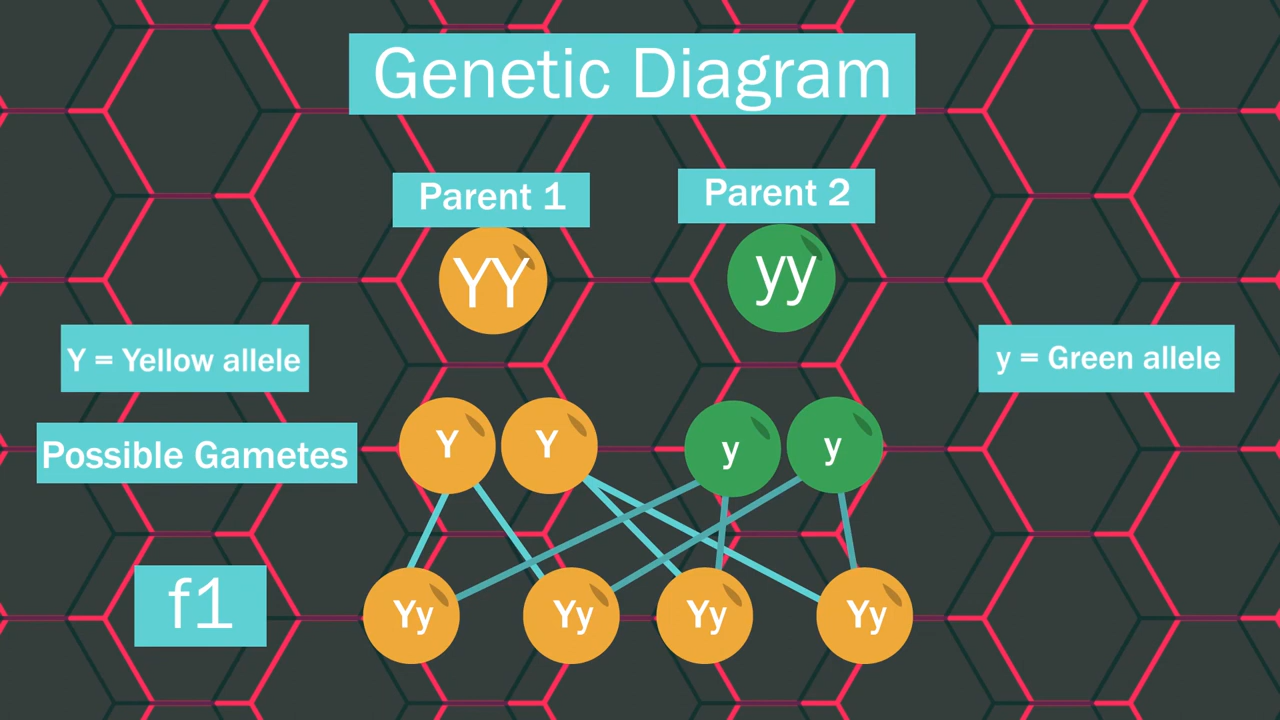 Genetic Diagram
Parent 1
Parent 2
YY
yy
Y = Yellow allele
y = Green allele
Possible Gametes
Y
Y
y
y
f1
Yy
Yy
Yy
Yy